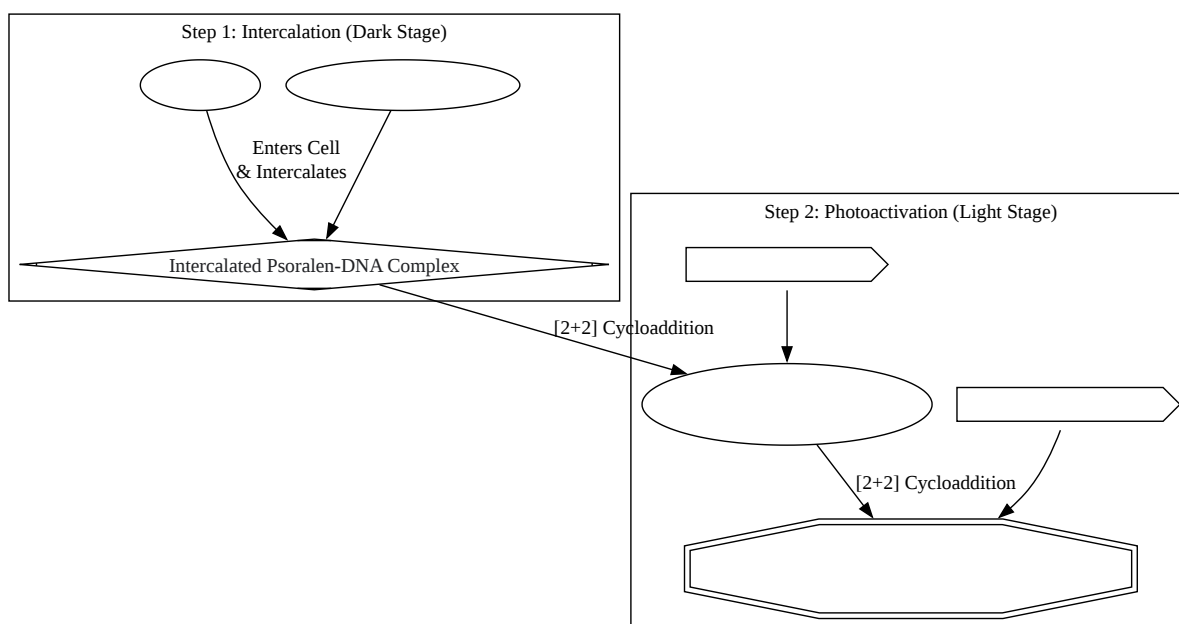 Step 1: Intercalation (Dark Stage)
Enters Cell
& Intercalates
Intercalated Psoralen-DNA Complex
[2+2] Cycloaddition
Step 2: Photoactivation (Light Stage)
[2+2] Cycloaddition